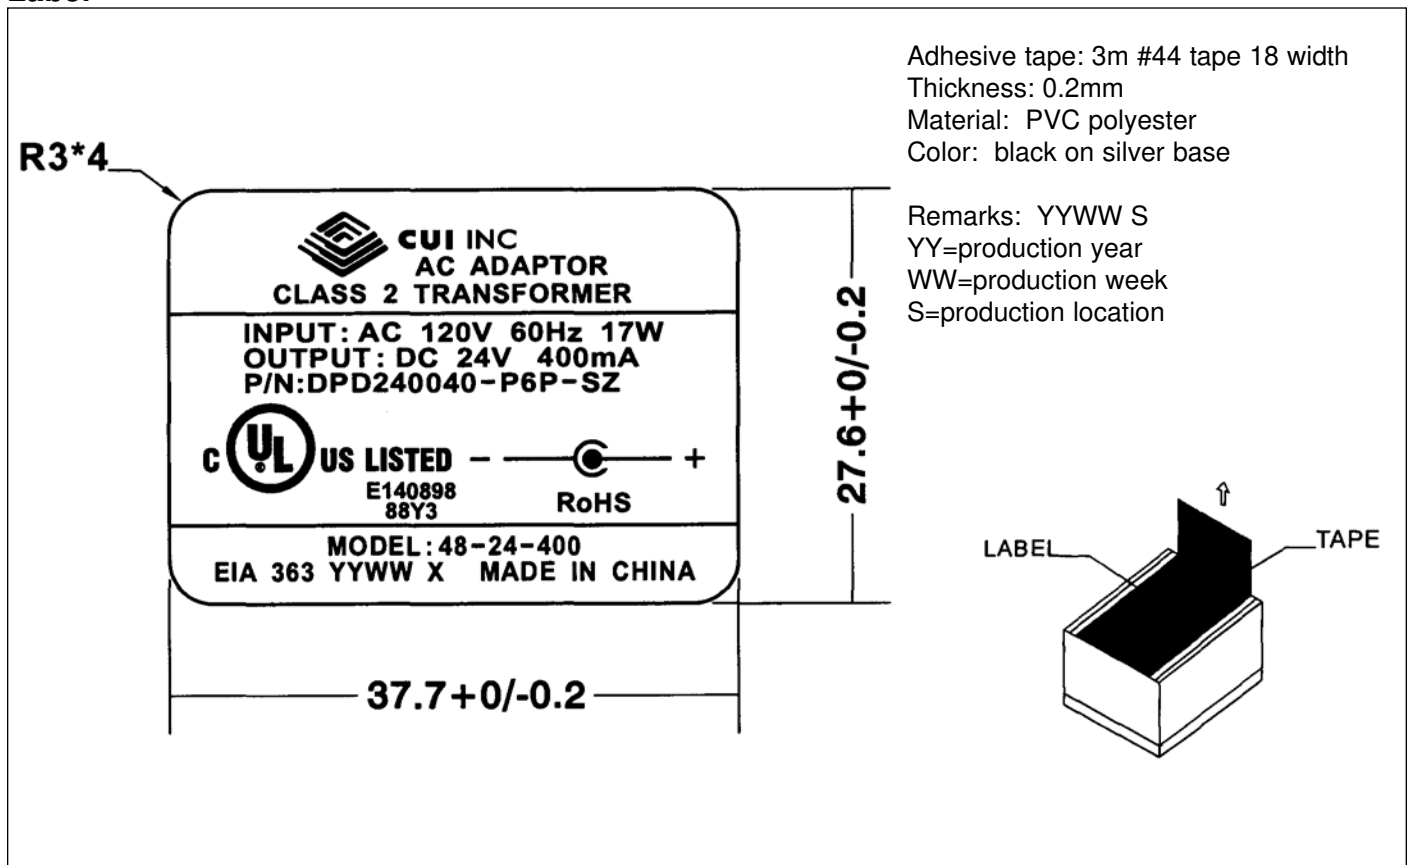 Label
R3*4
CUI INC
AC ADAPTOR
CLASS 2 TRANSFORMER
INPUT: AC 120V 60Hz 17W
OUTPUT: DC 24V 400mA
P/N:DPD240040-P6P-SZ
C UL US LISTED - +
E140898
88Y3
RoHS
MODEL:48-24-400
EIA 363 YYWW X MADE IN CHINA
37.7+0/-0.2
27.6+0/-0.2
Adhesive tape: 3m #44 tape 18 width
Thickness: 0.2mm
Material: PVC polyester
Color: black on silver base
Remarks: YYWW S
YY=production year
WW=production week
S=production location
LABEL
TAPE